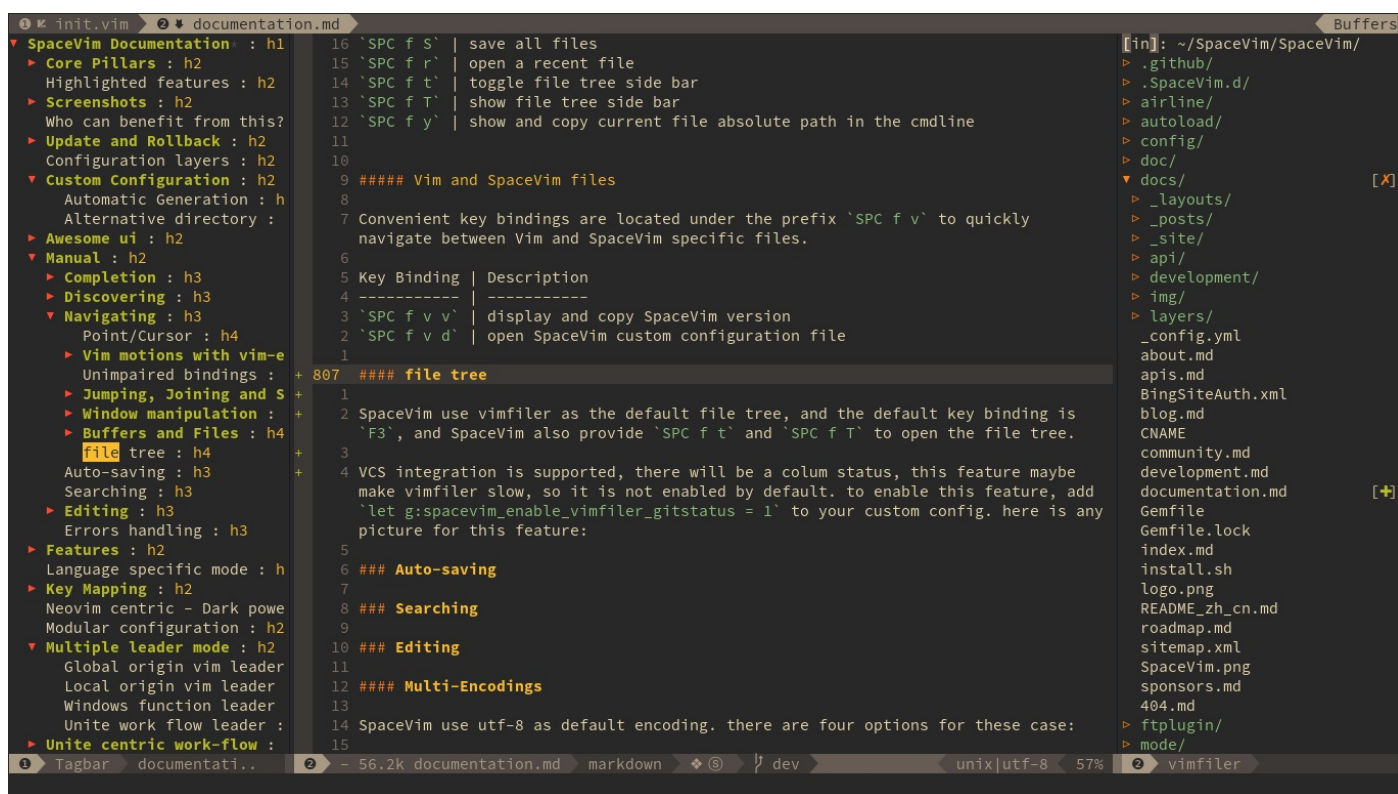 ❶ init.vim ❷ documentation.md Buffers
▼ SpaceVim Documentation* : h1
▶ Core Pillars : h2
Highlighted features : h2
▶ Screenshots : h2
Who can benefit from this?
▶ Update and Rollback : h2
Configuration layers : h2
▼ Custom Configuration : h2
Automatic Generation : h
Alternative directory :
▶ Awesome ui : h2
▼ Manual : h2
▶ Completion : h3
▶ Discovering : h3
▼ Navigating : h3
Point/Cursor : h4
▶ Vim motions with vim-e
Unimpaired bindings :
▶ Jumping, Joining and S
▶ Window manipulation :
▶ Buffers and Files : h4
file tree : h4
Auto-saving : h3
Searching : h3
▶ Editing : h3
Errors handling : h3
▶ Features : h2
Language specific mode : h
▶ Key Mapping : h2
Neovim centric - Dark powe
Modular configuration : h2
▼ Multiple leader mode : h2
Global origin vim leader
Local origin vim leader
Windows function leader
Unite work flow leader :
▶ Unite centric work-flow :
16 `SPC f S` | save all files
15 `SPC f r` | open a recent file
14 `SPC f t` | toggle file tree side bar
13 `SPC f T` | show file tree side bar
12 `SPC f y` | show and copy current file absolute path in the cmdline
11
10
9 ##### Vim and SpaceVim files
8
7 Convenient key bindings are located under the prefix `SPC f v` to quickly
navigate between Vim and SpaceVim specific files.
6
5 Key Binding | Description
4 ----------- | -----------
3 `SPC f v v` | display and copy SpaceVim version
2 `SPC f v d` | open SpaceVim custom configuration file
1
+ 807 #### file tree
+ 1
+ 2 SpaceVim use vimfiler as the default file tree, and the default key binding is
`F3`, and SpaceVim also provide `SPC f t` and `SPC f T` to open the file tree.
+ 3
+ 4 VCS integration is supported, there will be a colum status, this feature maybe
make vimfiler slow, so it is not enabled by default. to enable this feature, add
`let g:spacevim_enable_vimfiler_gitstatus = 1` to your custom config. here is any
picture for this feature:
5
6 ### Auto-saving
7
8 ### Searching
9
10 ### Editing
11
12 #### Multi-Encodings
13
14 SpaceVim use utf-8 as default encoding. there are four options for these case:
15
[in]: ~/SpaceVim/SpaceVim/
▷ .github/
▷ .SpaceVim.d/
▷ airline/
▷ autoload/
▷ config/
▷ doc/
▼ docs/ [✗]
▷ _layouts/
▷ _posts/
▷ _site/
▷ api/
▷ development/
▷ img/
▷ layers/
_config.yml
about.md
apis.md
BingSiteAuth.xml
blog.md
CNAME
community.md
development.md
documentation.md [✚]
Gemfile
Gemfile.lock
index.md
install.sh
logo.png
README_zh_cn.md
roadmap.md
sitemap.xml
SpaceVim.png
sponsors.md
404.md
▷ ftplugin/
▷ mode/
❶ Tagbar documentati.. ❷ - 56.2k documentation.md markdown ❖ Ⓢ dev unix|utf-8 57% ❷ vimfiler